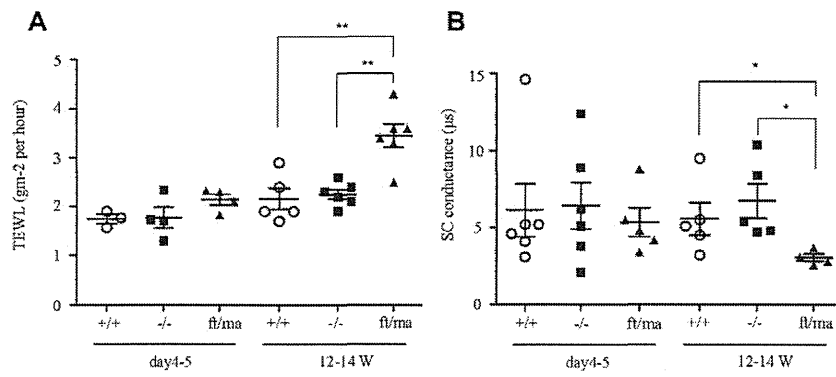 A
B
** 
**
*
*
TEWL (gm-2 per hour)
5
4
3
2
1
0
+/+
-/-
ft/ma
+/+
-/-
ft/ma
day4-5
12-14 W
SC conductance (µs)
15
10
5
0
+/+
-/-
ft/ma
+/+
-/-
ft/ma
day4-5
12-14 W